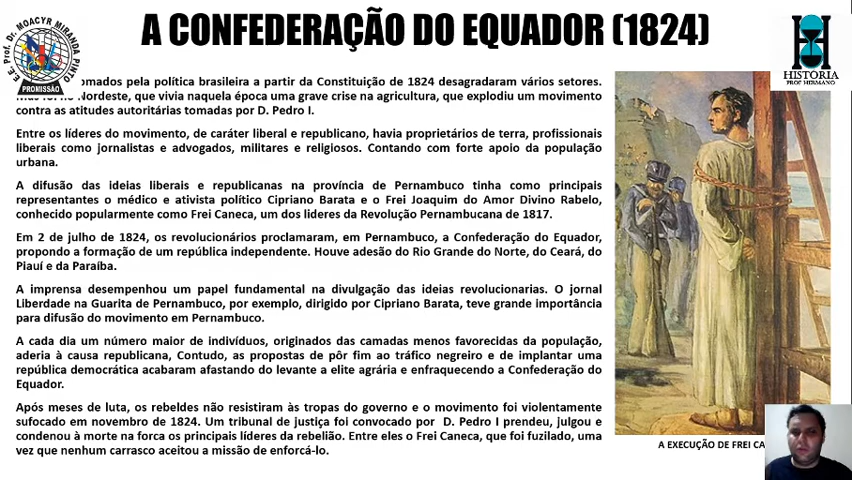 A CONFEDERAÇÃO DO EQUADOR (1824)
E.E. Prof. Dr. MOACYR MIRANDA PINTO
PROMISSÃO
HISTORIA
PROF HERMANO
omados pela política brasileira a partir da Constituição de 1824 desagradaram vários setores.
Nordeste, que vivia naquela época uma grave crise na agricultura, que explodiu um movimento
contra as atitudes autoritárias tomadas por D. Pedro I.
Entre os líderes do movimento, de caráter liberal e republicano, havia proprietários de terra, profissionais
liberais como jornalistas e advogados, militares e religiosos. Contando com forte apoio da população
urbana.
A difusão das ideias liberais e republicanas na província de Pernambuco tinha como principais
representantes o médico e ativista político Cipriano Barata e o Frei Joaquim do Amor Divino Rabelo,
conhecido popularmente como Frei Caneca, um dos lideres da Revolução Pernambucana de 1817.
Em 2 de julho de 1824, os revolucionários proclamaram, em Pernambuco, a Confederação do Equador,
propondo a formação de um república independente. Houve adesão do Rio Grande do Norte, do Ceará, do
Piauí e da Paraíba.
A imprensa desempenhou um papel fundamental na divulgação das ideias revolucionarias. O jornal
Liberdade na Guarita de Pernambuco, por exemplo, dirigido por Cipriano Barata, teve grande importância
para difusão do movimento em Pernambuco.
A cada dia um número maior de indivíduos, originados das camadas menos favorecidas da população,
aderia à causa republicana, Contudo, as propostas de pôr fim ao tráfico negreiro e de implantar uma
república democrática acabaram afastando do levante a elite agrária e enfraquecendo a Confederação do
Equador.
Após meses de luta, os rebeldes não resistiram às tropas do governo e o movimento foi violentamente
sufocado em novembro de 1824. Um tribunal de justiça foi convocado por D. Pedro I prendeu, julgou e
condenou à morte na forca os principais líderes da rebelião. Entre eles o Frei Caneca, que foi fuzilado, uma
vez que nenhum carrasco aceitou a missão de enforcá-lo.
A EXECUÇÃO DE FREI CA